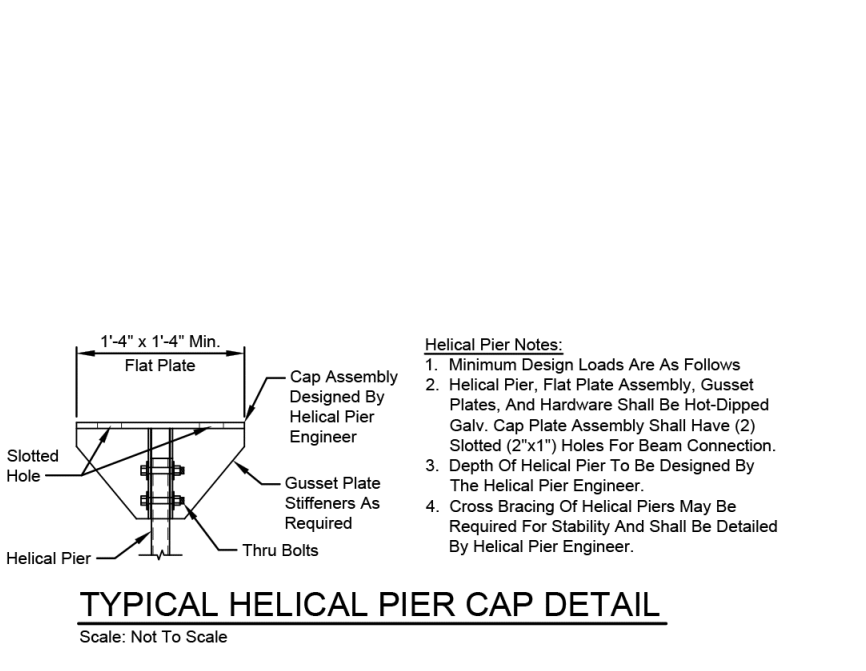 1'-4" x 1'-4" Min.
Flat Plate
Cap Assembly
Designed By
Helical Pier
Engineer
Slotted
Hole
Gusset Plate
Stiffeners As
Required
Thru Bolts
Helical Pier
Helical Pier Notes:
1. Minimum Design Loads Are As Follows
2. Helical Pier, Flat Plate Assembly, Gusset
Plates, And Hardware Shall Be Hot-Dipped
Galv. Cap Plate Assembly Shall Have (2)
Slotted (2"x1") Holes For Beam Connection.
3. Depth Of Helical Pier To Be Designed By
The Helical Pier Engineer.
4. Cross Bracing Of Helical Piers May Be
Required For Stability And Shall Be Detailed
By Helical Pier Engineer.
TYPICAL HELICAL PIER CAP DETAIL
Scale: Not To Scale